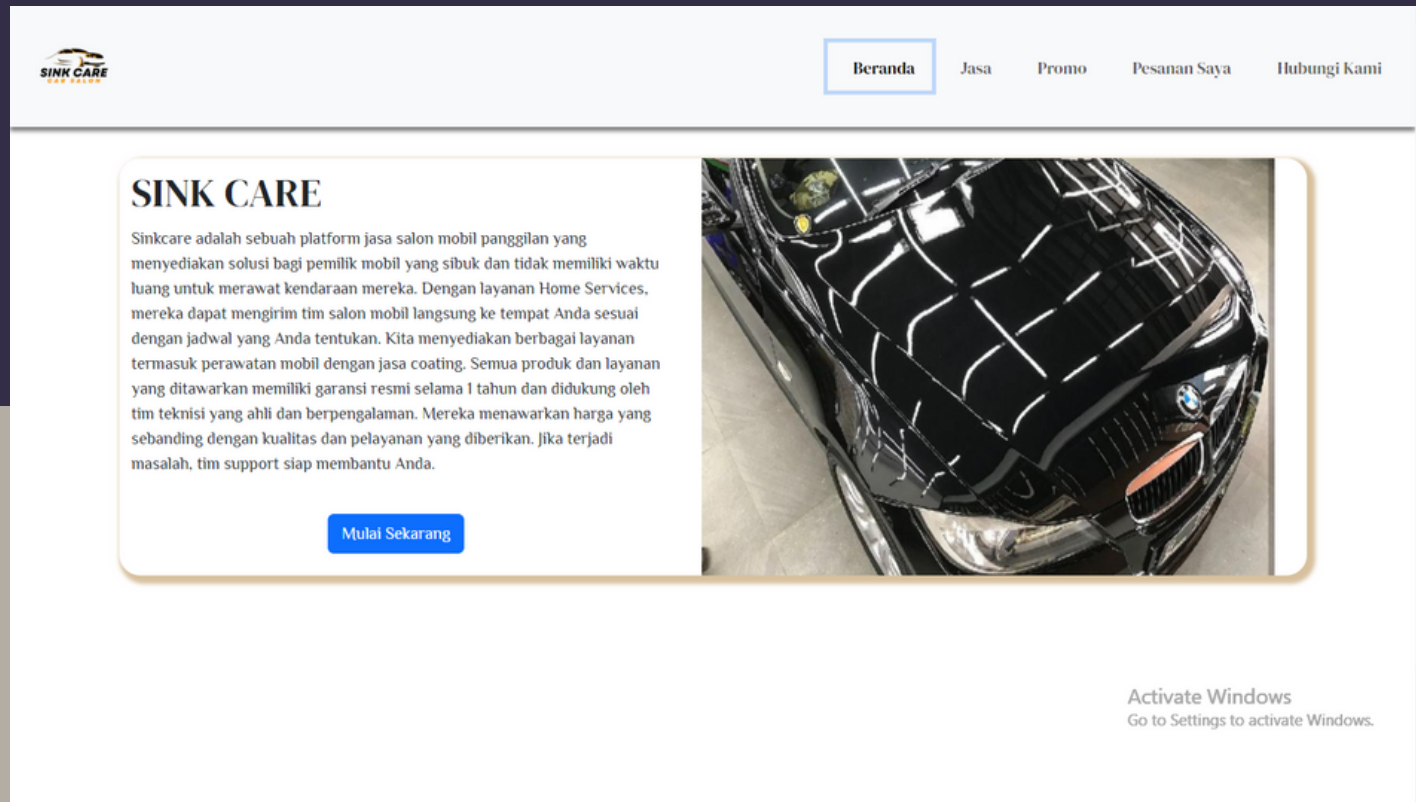 SINK CARE
CAR SALON
Beranda
Jasa
Promo
Pesanan Saya
Hubungi Kami
SINK CARE
Sinkcare adalah sebuah platform jasa salon mobil panggilan yang
menyediakan solusi bagi pemilik mobil yang sibuk dan tidak memiliki waktu
luang untuk merawat kendaraan mereka. Dengan layanan Home Services,
mereka dapat mengirim tim salon mobil langsung ke tempat Anda sesuai
dengan jadwal yang Anda tentukan. Kita menyediakan berbagai layanan
termasuk perawatan mobil dengan jasa coating. Semua produk dan layanan
yang ditawarkan memiliki garansi resmi selama 1 tahun dan didukung oleh
tim teknisi yang ahli dan berpengalaman. Mereka menawarkan harga yang
sebanding dengan kualitas dan pelayanan yang diberikan. Jika terjadi
masalah, tim support siap membantu Anda.
Mulai Sekarang
Activate Windows
Go to Settings to activate Windows.